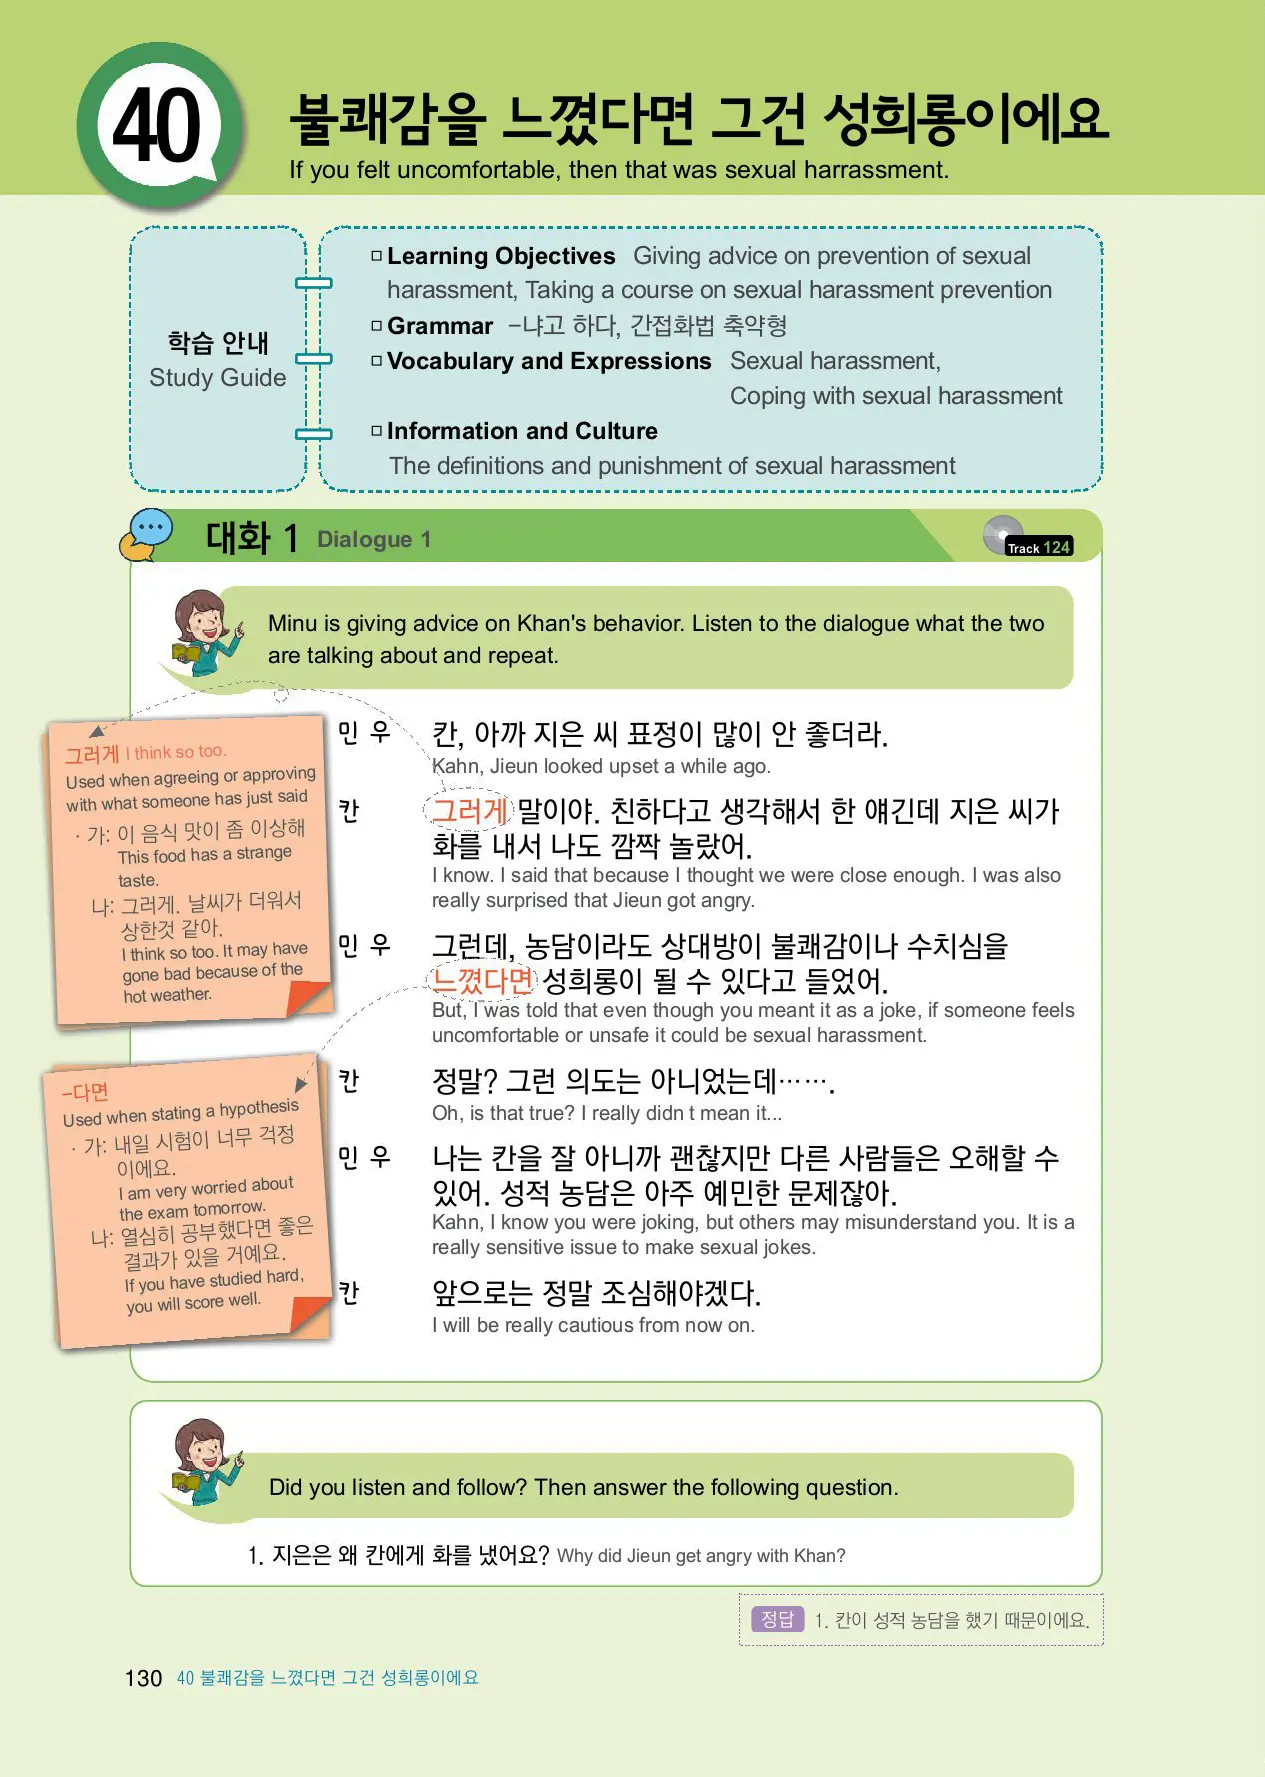 40
불쾌감을 느꼈다면 그건 성희롱이에요
If you felt uncomfortable, then that was sexual harrassment.
학습 안내
Study Guide
Learning Objectives Giving advice on prevention of sexual
harassment, Taking a course on sexual harassment prevention
Grammar -냐고 하다, 간접화법 축약형
Vocabulary and Expressions Sexual harassment,
Coping with sexual harassment
Information and Culture
The definitions and punishment of sexual harassment
대화 1 Dialogue 1
Track 124
Minu is giving advice on Khan's behavior. Listen to the dialogue what the two
are talking about and repeat.
민 우 칸, 아까 지은 씨 표정이 많이 안 좋더라.
Kahn, Jieun looked upset a while ago.
칸 그러게 말이야. 친하다고 생각해서 한 얘긴데 지은 씨가
화를 내서 나도 깜짝 놀랐어.
I know. I said that because I thought we were close enough. I was also
really surprised that Jieun got angry.
민 우 그런데, 농담이라도 상대방이 불쾌감이나 수치심을
느꼈다면 성희롱이 될 수 있다고 들었어.
But, I was told that even though you meant it as a joke, if someone feels
uncomfortable or unsafe it could be sexual harassment.
칸 정말? 그런 의도는 아니었는데…….
Oh, is that true? I really didn t mean it...
민 우 나는 칸을 잘 아니까 괜찮지만 다른 사람들은 오해할 수
있어. 성적 농담은 아주 예민한 문제잖아.
Kahn, I know you were joking, but others may misunderstand you. It is a
really sensitive issue to make sexual jokes.
칸 앞으로는 정말 조심해야겠다.
I will be really cautious from now on.
그러게 I think so too.
Used when agreeing or approving
with what someone has just said
· 가: 이 음식 맛이 좀 이상해
This food has a strange
taste.
나: 그러게. 날씨가 더워서
상한것 같아.
I think so too. It may have
gone bad because of the
hot weather.
-다면
Used when stating a hypothesis
· 가: 내일 시험이 너무 걱정
이에요.
I am very worried about
the exam tomorrow.
나: 열심히 공부했다면 좋은
결과가 있을 거예요.
If you have studied hard,
you will score well.
Did you listen and follow? Then answer the following question.
1. 지은은 왜 칸에게 화를 냈어요? Why did Jieun get angry with Khan?
정답 1. 칸이 성적 농담을 했기 때문이에요.
130 40 불쾌감을 느꼈다면 그건 성희롱이에요